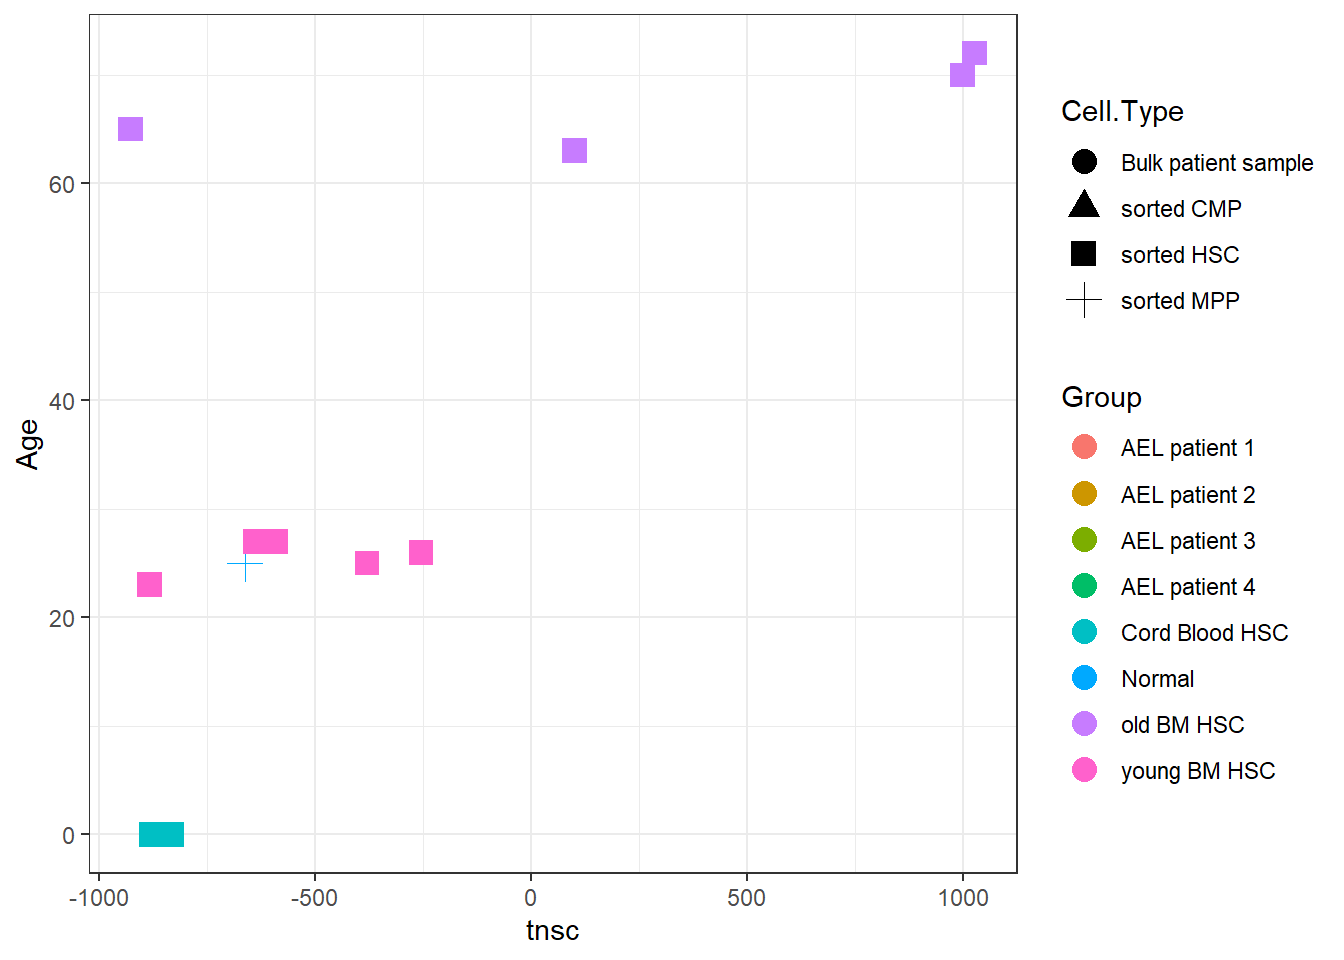 60
40
20
0
Age
-1000
-500
0
500
1000
tnsc
Cell.Type
Bulk patient sample
sorted CMP
sorted HSC
sorted MPP
Group
AEL patient 1
AEL patient 2
AEL patient 3
AEL patient 4
Cord Blood HSC
Normal
old BM HSC
young BM HSC